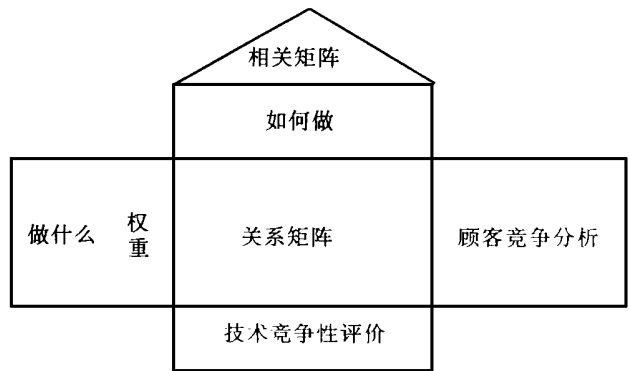 相关矩阵
如何做
做什么
权重
关系矩阵
顾客竞争分析
技术竞争性评价